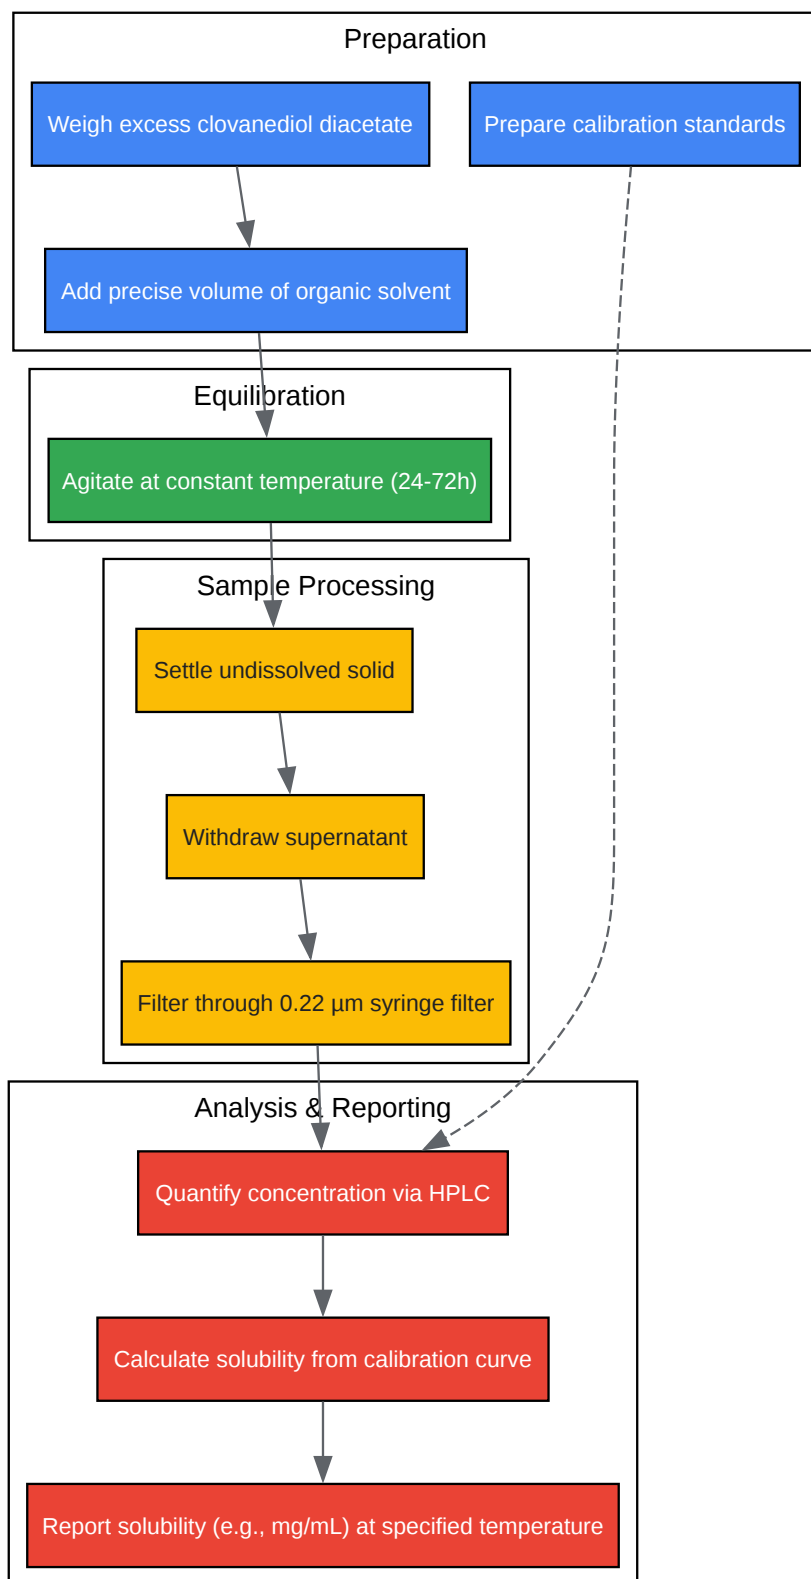 Preparation
Weigh excess clovanediol diacetate
Prepare calibration standards
Add precise volume of organic solvent
Equilibration
Agitate at constant temperature (24-72h)
Sample Processing
Settle undissolved solid
Withdraw supernatant
Filter through 0.22 µm syringe filter
Analysis & Reporting
Quantify concentration via HPLC
Calculate solubility from calibration curve
Report solubility (e.g., mg/mL) at specified temperature